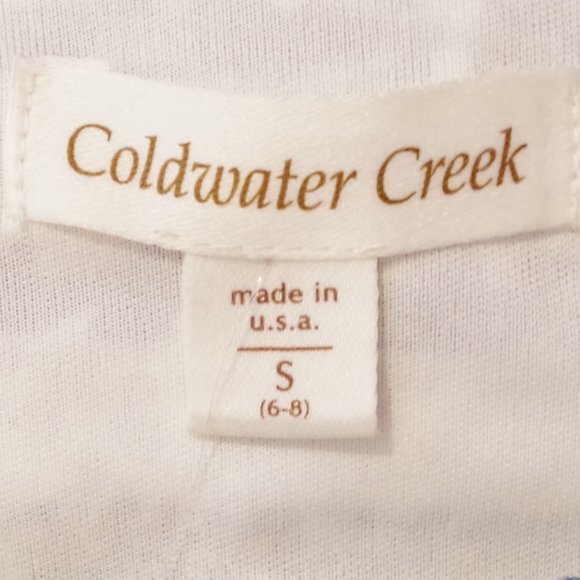 Coldwater Creek
made in
u.s.a.
S
(6-8)